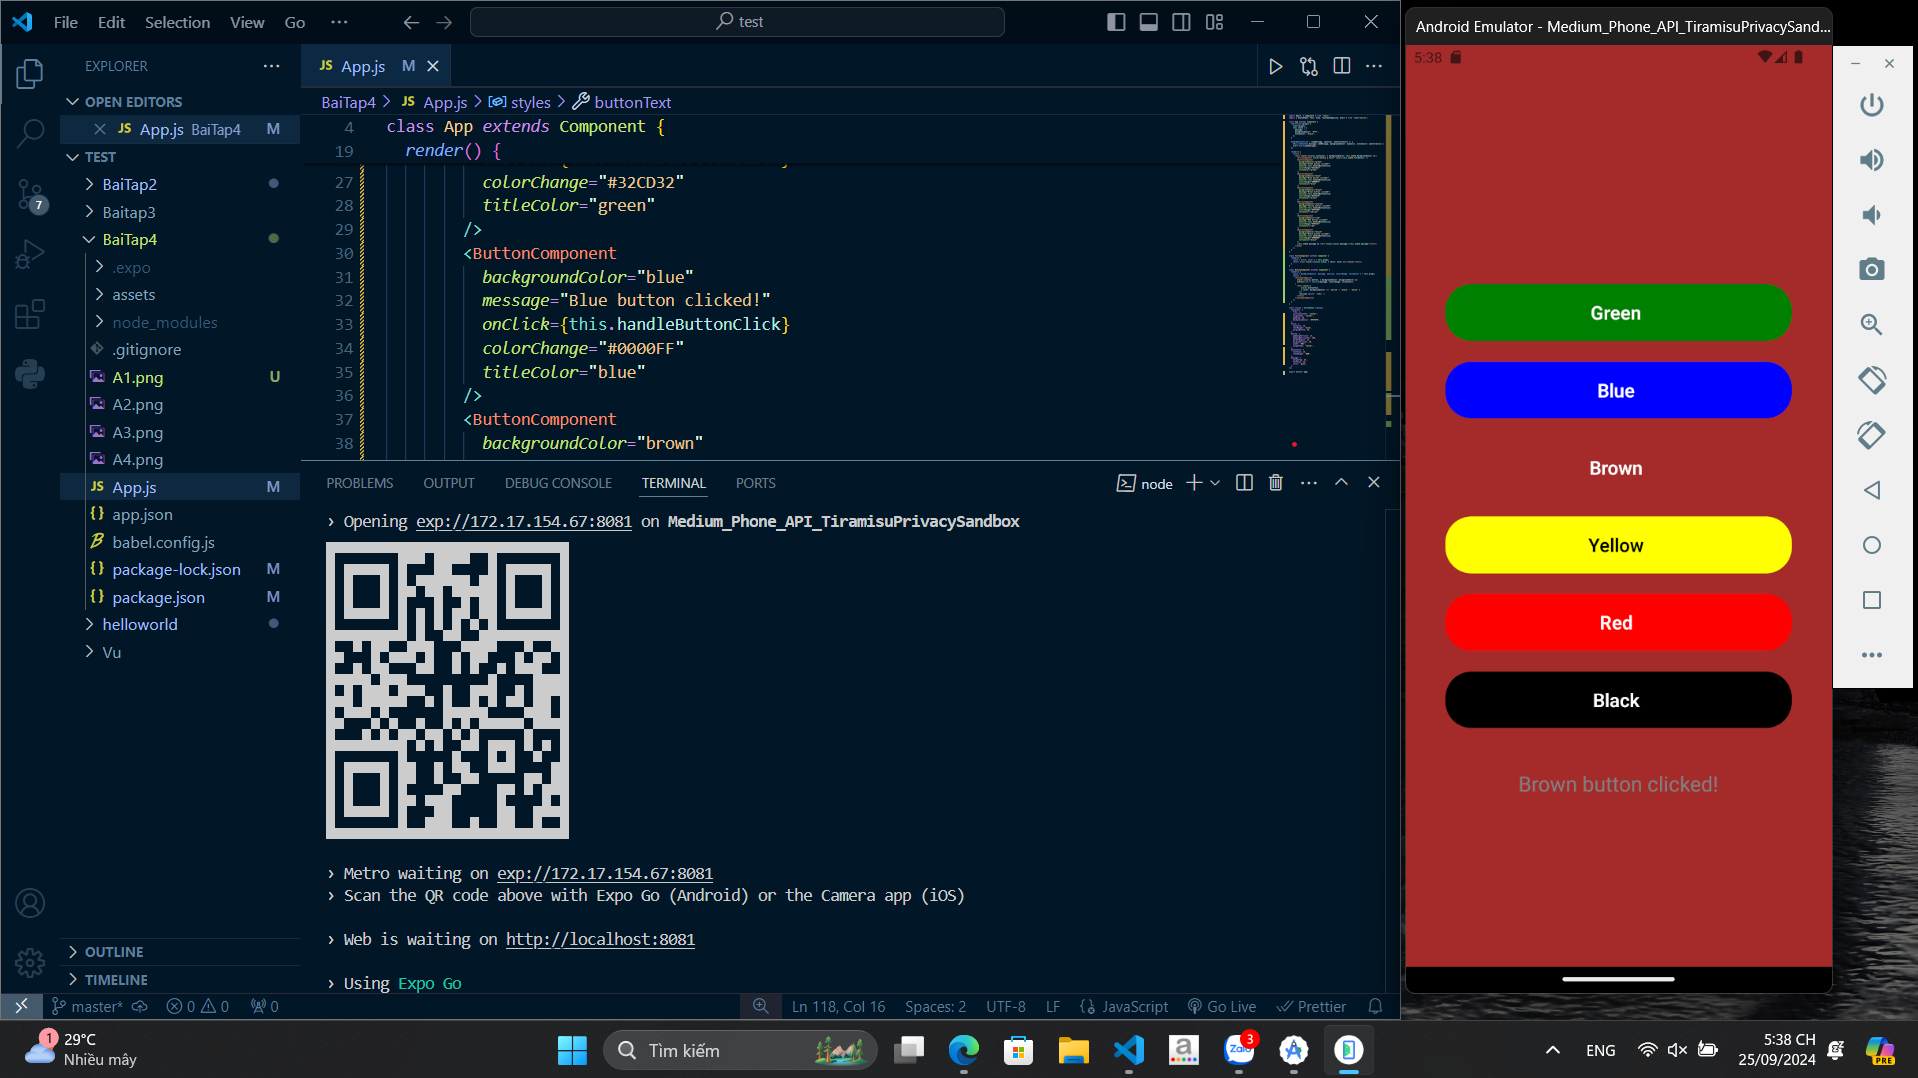 File Edit Selection View Go ···
test
EXPLORER
OPEN EDITORS
JS App.js BaiTap4 M
TEST
BaiTap2
Baitap3
BaiTap4
.expo
assets
node_modules
.gitignore
A1.png U
A2.png
A3.png
A4.png
JS App.js M
{} app.json
babel.config.js
{} package-lock.json M
{} package.json M
helloworld
Vu
OUTLINE
TIMELINE
7
JS App.js M
BaiTap4 > JS App.js > styles > buttonText
4 class App extends Component {
19 render() {
27 colorChange="#32CD32"
28 titleColor="green"
29 />
30 <ButtonComponent
31 backgroundColor="blue"
32 message="Blue button clicked!"
33 onClick={this.handleButtonClick}
34 colorChange="#0000FF"
35 titleColor="blue"
36 />
37 <ButtonComponent
38 backgroundColor="brown"
PROBLEMS OUTPUT DEBUG CONSOLE TERMINAL PORTS
node
› Opening exp://172.17.154.67:8081 on Medium_Phone_API_TiramisuPrivacySandbox
› Metro waiting on exp://172.17.154.67:8081
› Scan the QR code above with Expo Go (Android) or the Camera app (iOS)
› Web is waiting on http://localhost:8081
› Using Expo Go
master* 0 0 0
Ln 118, Col 16 Spaces: 2 UTF-8 LF {} JavaScript Go Live Prettier
Android Emulator - Medium_Phone_API_TiramisuPrivacySand...
5:38
Green
Blue
Brown
Yellow
Red
Black
Brown button clicked!
1
29°C
Nhiều mây
Tìm kiếm
a
Zalo
3
ENG
5:38 CH
25/09/2024
PRE